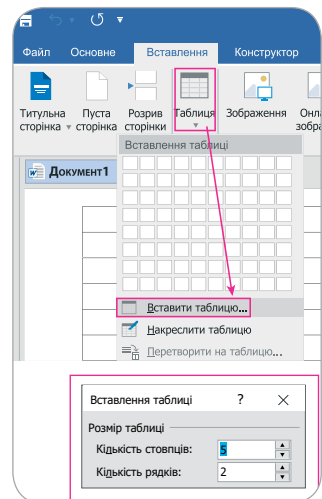 Файл Основне Вставлення Конструктор
Титульна сторінка
Пуста сторінка
Розрив сторінки
Таблиця
Зображення
Вставлення таблиці
Документ1
Вставити таблицю...
Накреслити таблицю
Перетворити на таблицю...
Вставлення таблиці ?
Розмір таблиці
Кількість стовпців: 5
Кількість рядків: 2